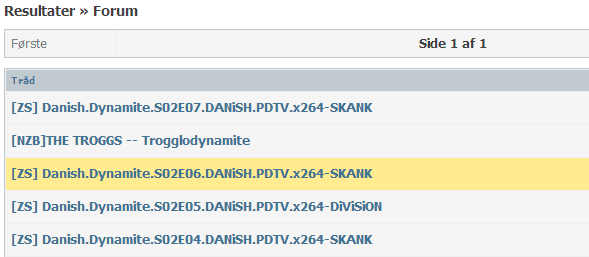 Resultater » Forum
Første Side 1 af 1
Tråd
[ZS] Danish.Dynamite.S02E07.DANiSH.PDTV.x264-SKANK
[NZB]THE TROGGS -- Trogglodynamite
[ZS] Danish.Dynamite.S02E06.DANiSH.PDTV.x264-SKANK
[ZS] Danish.Dynamite.S02E05.DANiSH.PDTV.x264-DiViSiON
[ZS] Danish.Dynamite.S02E04.DANiSH.PDTV.x264-SKANK